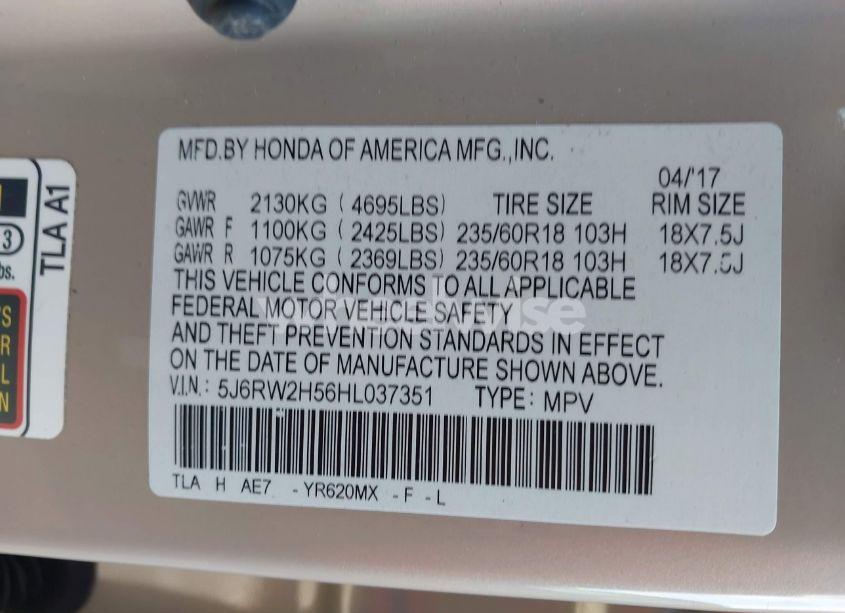 MFD.BY HONDA OF AMERICA MFG.,INC.
04/'17
GVWR 2130KG ( 4695LBS) TIRE SIZE RIM SIZE
GAWR F 1100KG ( 2425LBS) 235/60R18 103H 18X7.5J
GAWR R 1075KG ( 2369LBS) 235/60R18 103H 18X7.5J
THIS VEHICLE CONFORMS TO ALL APPLICABLE
FEDERAL MOTOR VEHICLE SAFETY
AND THEFT PREVENTION STANDARDS IN EFFECT
ON THE DATE OF MANUFACTURE SHOWN ABOVE.
V.I.N.: 5J6RW2H56HL037351 TYPE: MPV
TLA H AE7 -YR620MX -F -L
TLA A1
3
bs.